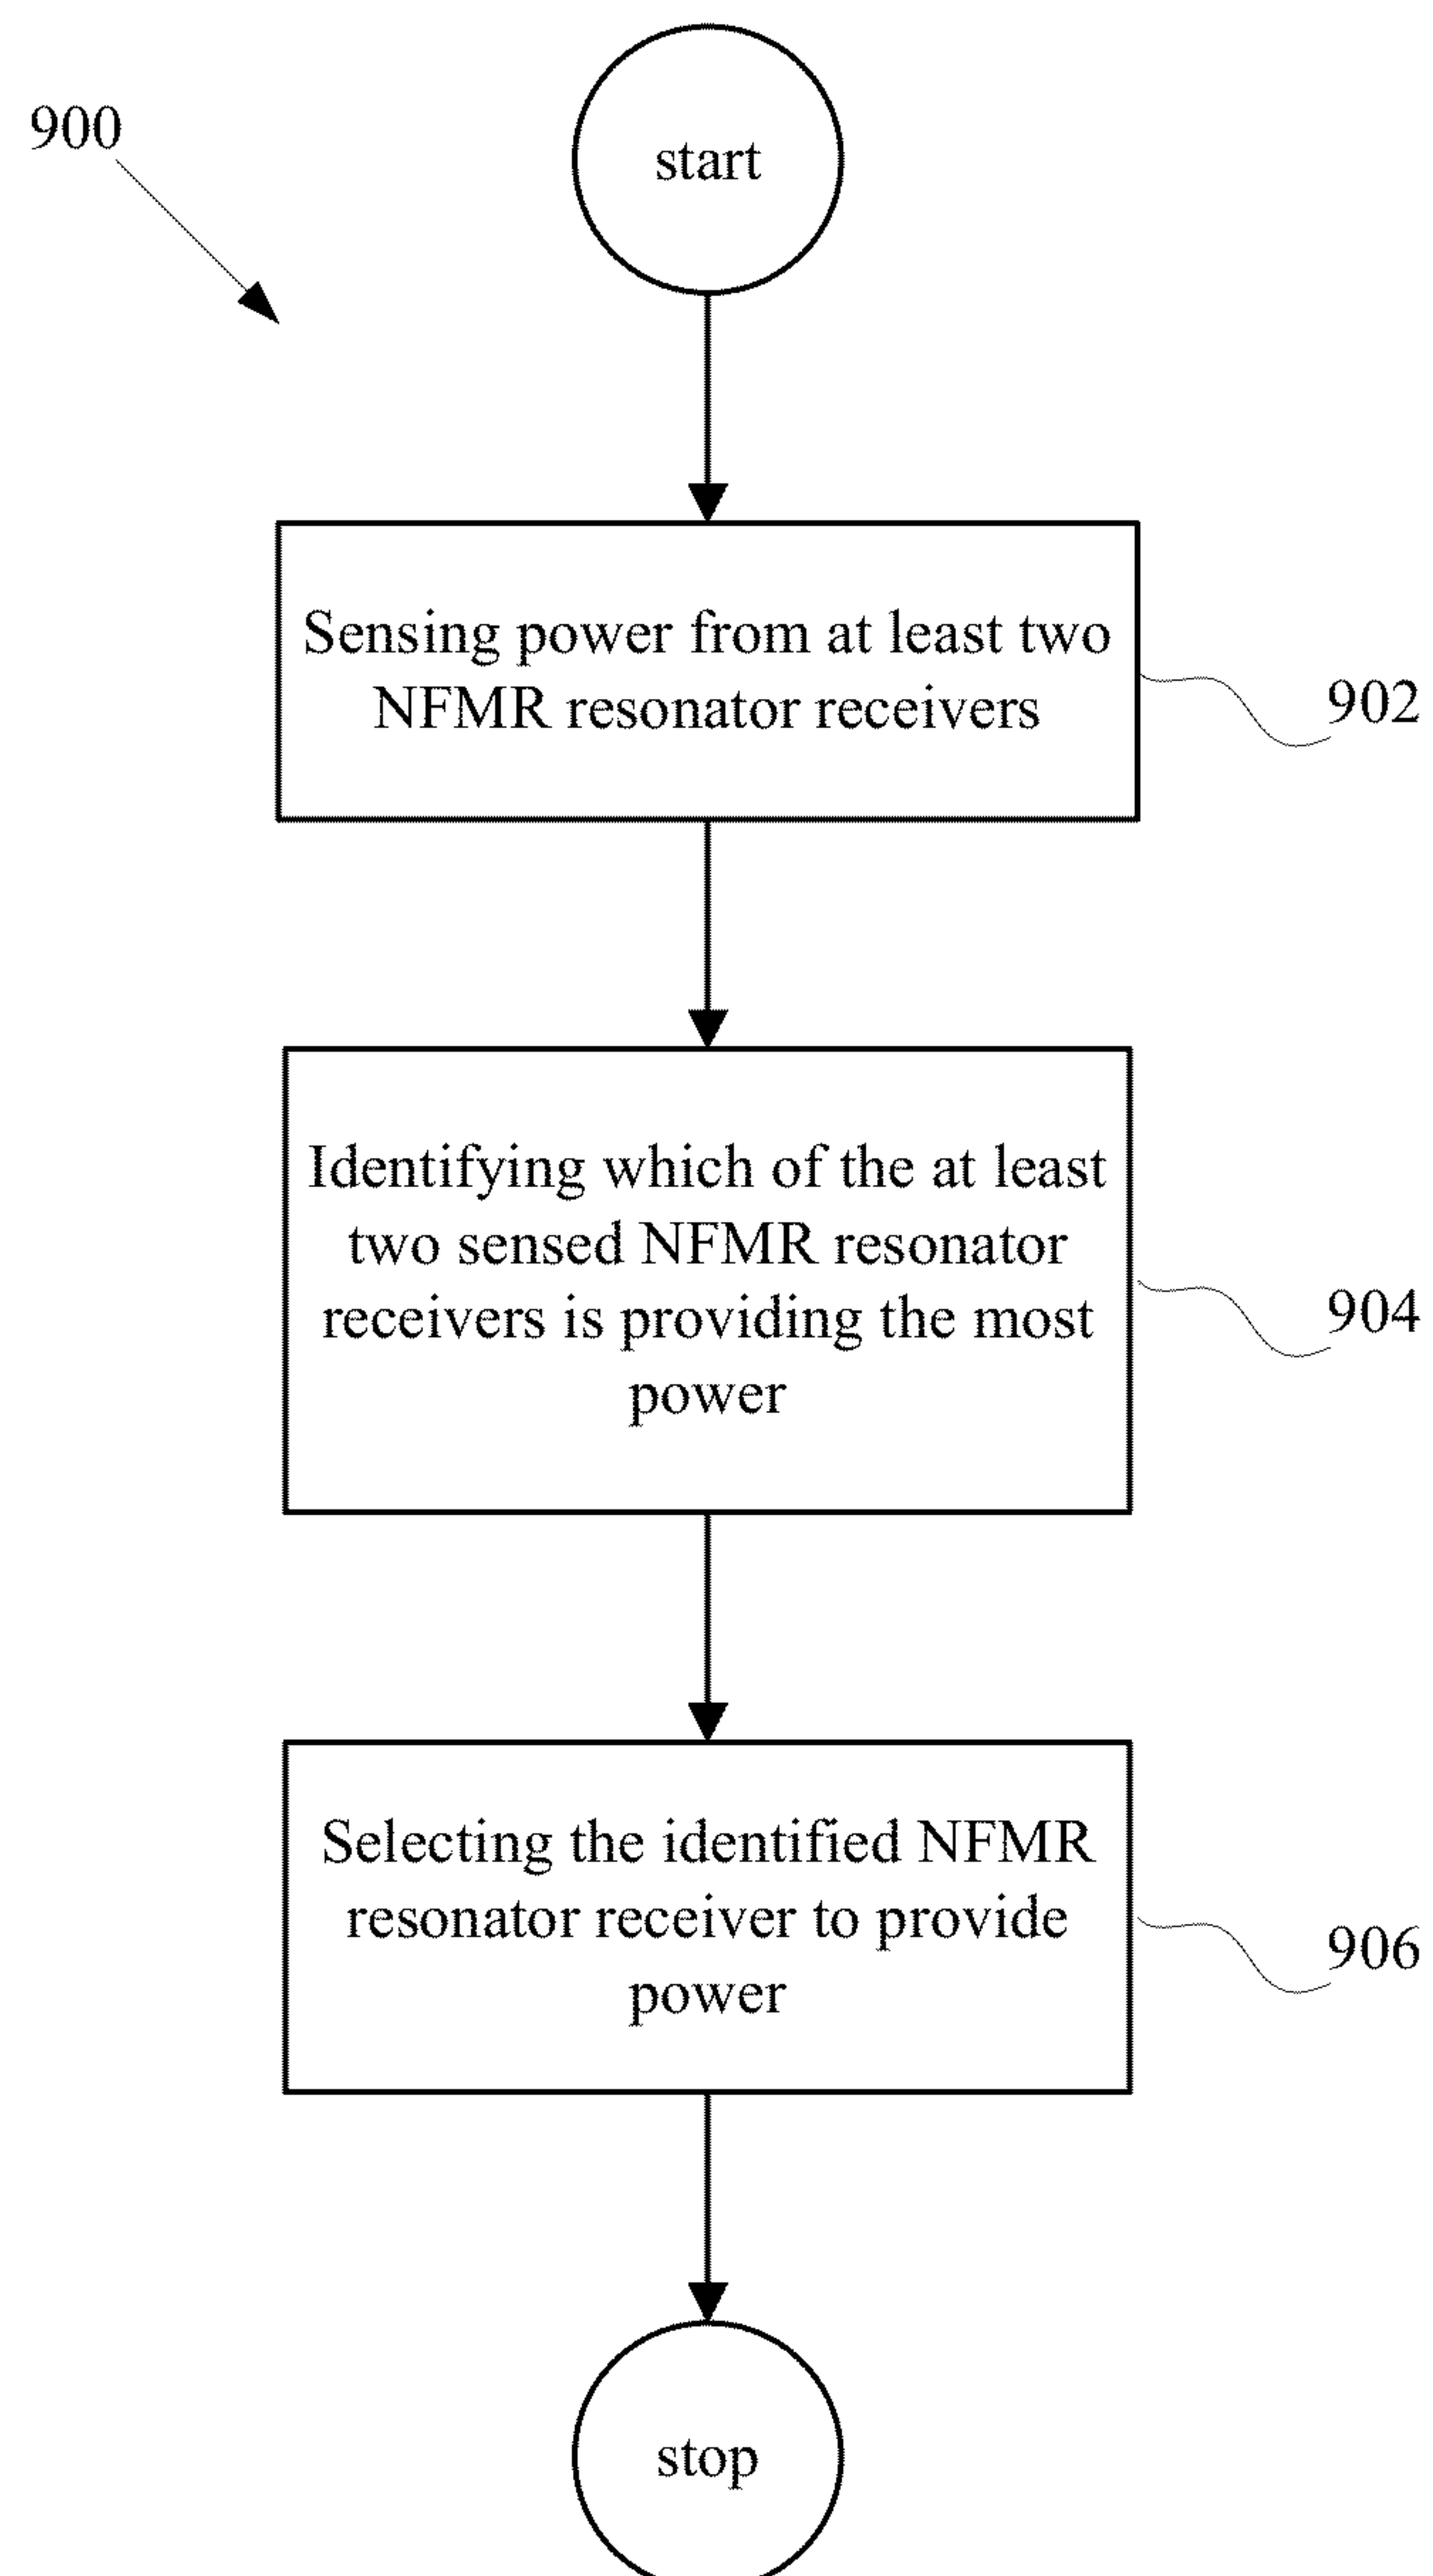 900
start
Sensing power from at least two
NFMR resonator receivers
902
Identifying which of the at least
two sensed NFMR resonator
receivers is providing the most
power
904
Selecting the identified NFMR
resonator receiver to provide
power
906
stop